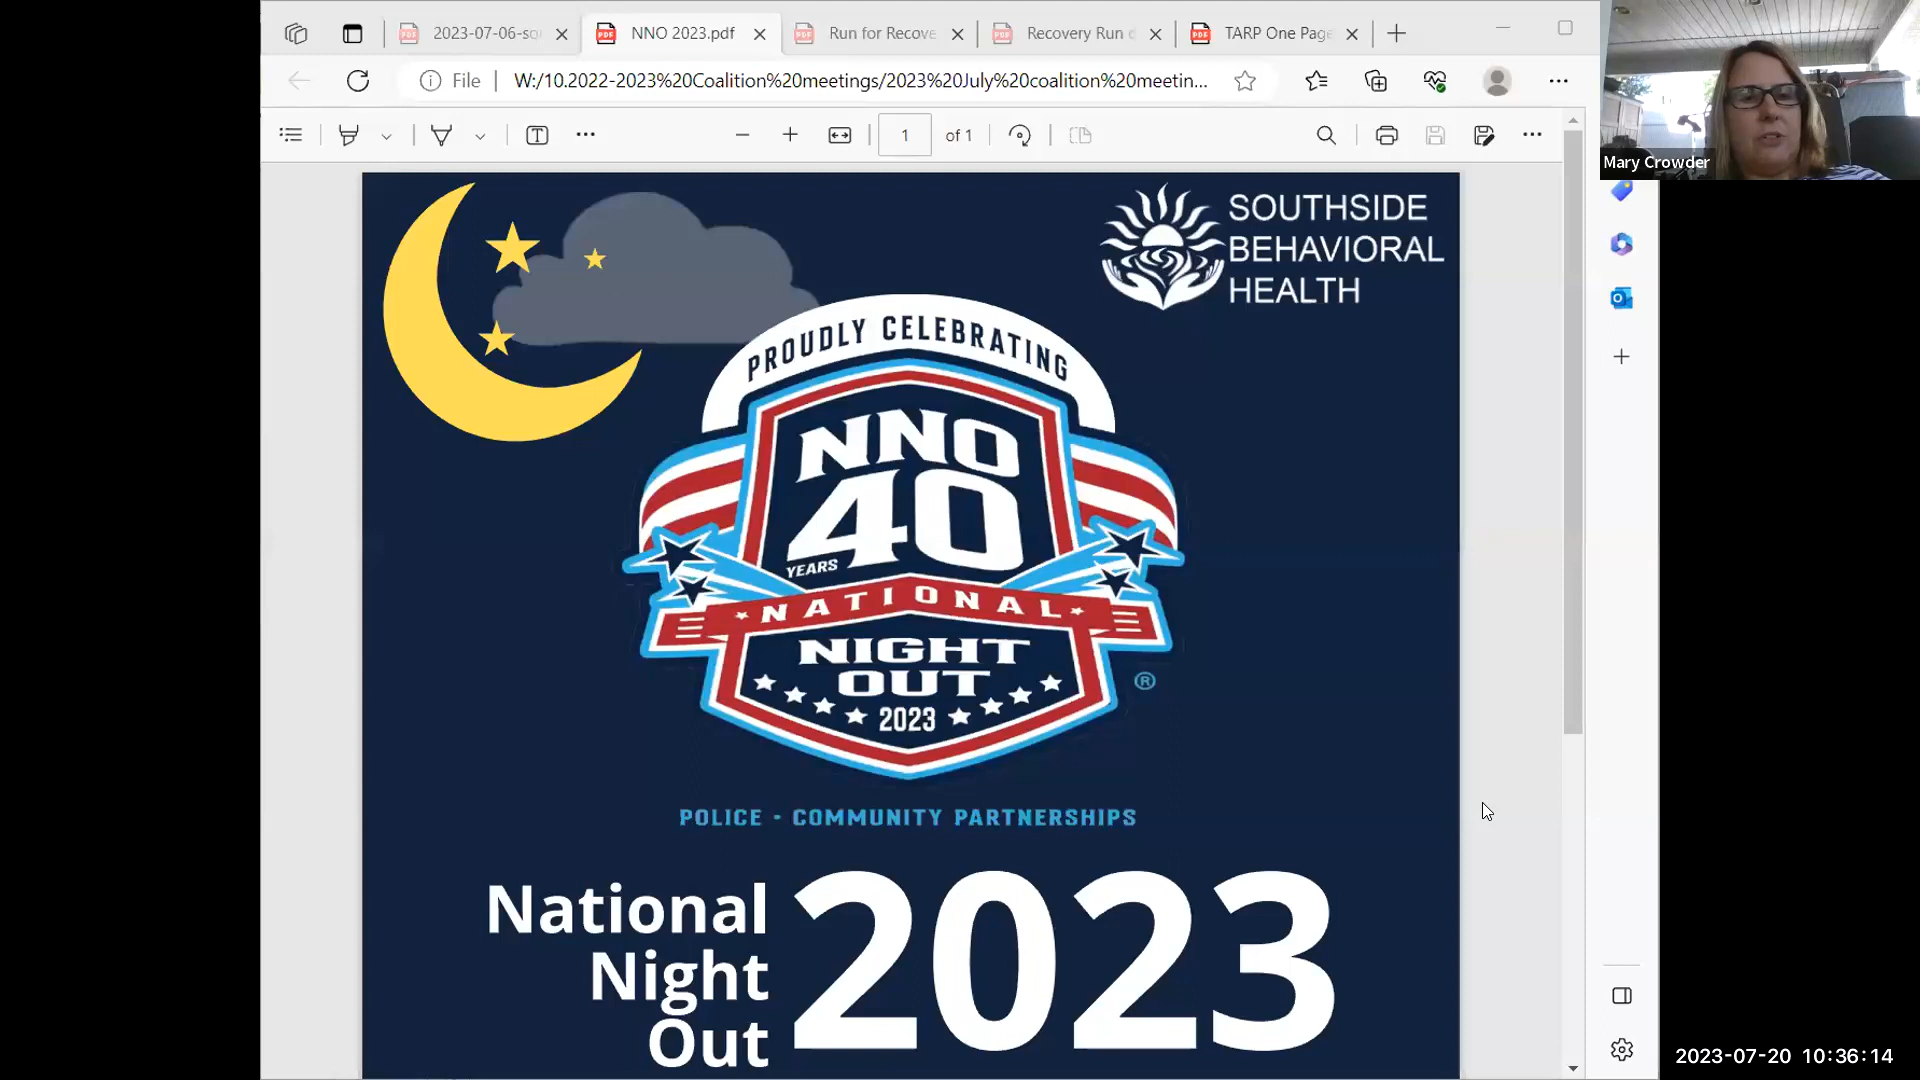 2023-07-06-so
NNO 2023.pdf
Run for Recove
Recovery Run d
TARP One Page
File
W:/10.2022-2023%20Coalition%20meetings/2023%20July%20coalition%20meetin...
1 of 1
Mary Crowder
SOUTHSIDE
BEHAVIORAL
HEALTH
PROUDLY CELEBRATING
NNO
40
YEARS
NATIONAL
NIGHT
OUT
2023
®
POLICE - COMMUNITY PARTNERSHIPS
National
Night
Out
2023
2023-07-20 10:36:14